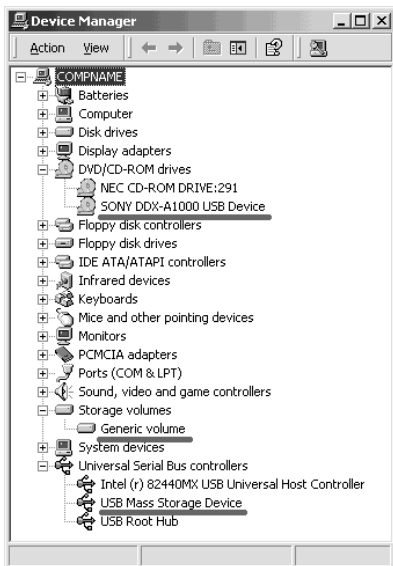 Device Manager
Action View
COMPNAME
Batteries
Computer
Disk drives
Display adapters
DVD/CD-ROM drives
NEC CD-ROM DRIVE:291
SONY DDX-A1000 USB Device
Floppy disk controllers
Floppy disk drives
IDE ATA/ATAPI controllers
Infrared devices
Keyboards
Mice and other pointing devices
Monitors
PCMCIA adapters
Ports (COM & LPT)
Sound, video and game controllers
Storage volumes
Generic volume
System devices
Universal Serial Bus controllers
Intel (r) 82440MX USB Universal Host Controller
USB Mass Storage Device
USB Root Hub